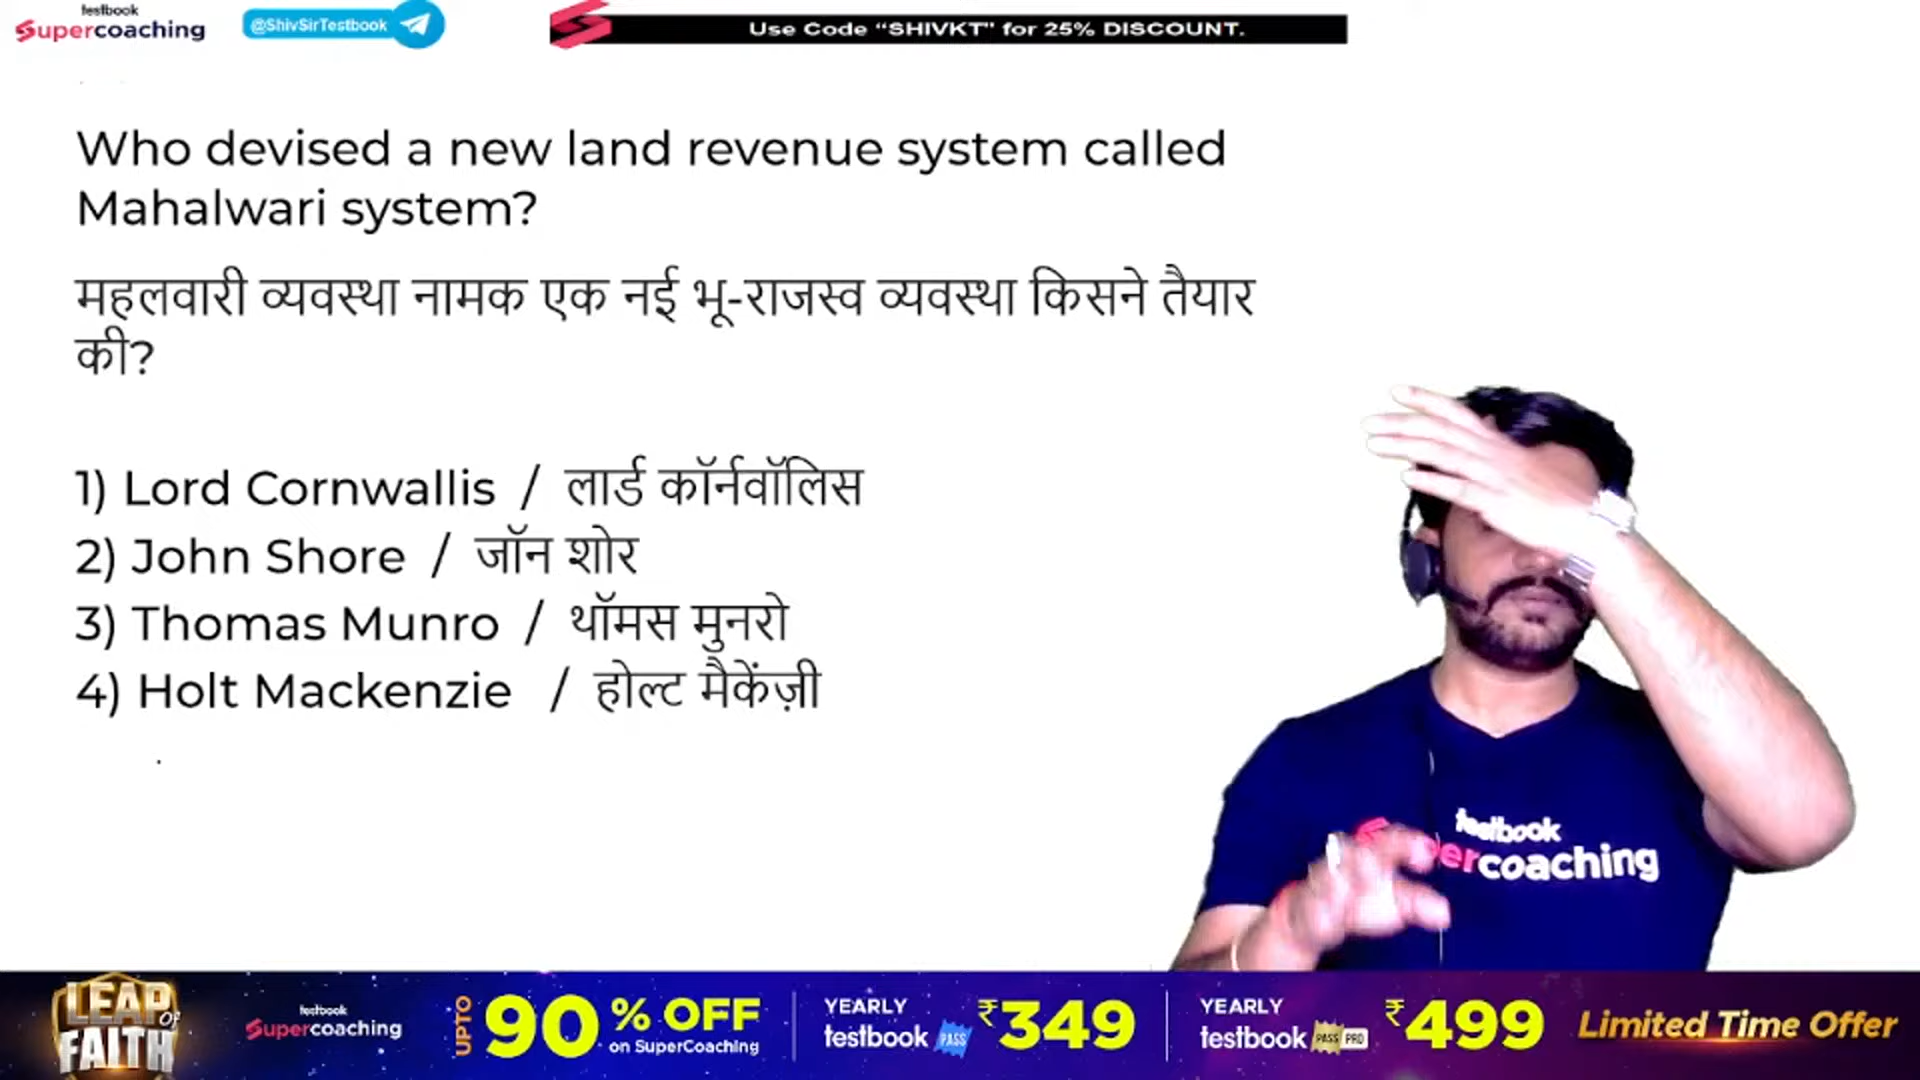 testbook
Supercoaching
@ShivSirTestbook
Use Code “SHIVKT" for 25% DISCOUNT.
Who devised a new land revenue system called
Mahalwari system?
महलवारी व्यवस्था नामक एक नई भू-राजस्व व्यवस्था किसने तैयार
की?
1) Lord Cornwallis / लार्ड कॉर्नवॉलिस
2) John Shore / जॉन शोर
3) Thomas Munro / थॉमस मुनरो
4) Holt Mackenzie / होल्ट मैकेंज़ी
testbook
ercoaching
LEAP OF
FAITH
testbook
Supercoaching
UPTO 90% OFF
on SuperCoaching
YEARLY
testbook PASS
₹349
YEARLY
testbook PASS PRO
₹499
Limited Time Offer